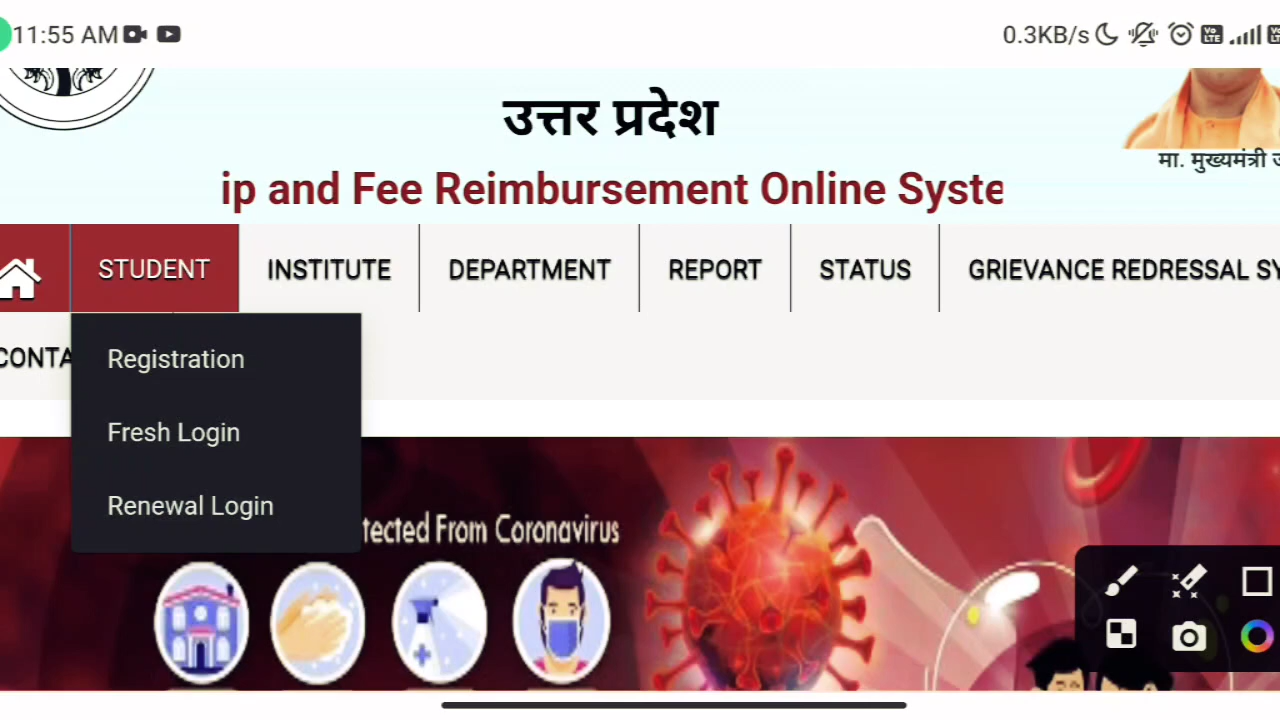 11:55 AM
0.3KB/s
उत्तर प्रदेश
मा. मुख्यमंत्री
ip and Fee Reimbursement Online Syste
STUDENT INSTITUTE DEPARTMENT REPORT STATUS GRIEVANCE REDRESSAL SY
CONTA
Registration
Fresh Login
Renewal Login
tected From Coronavirus